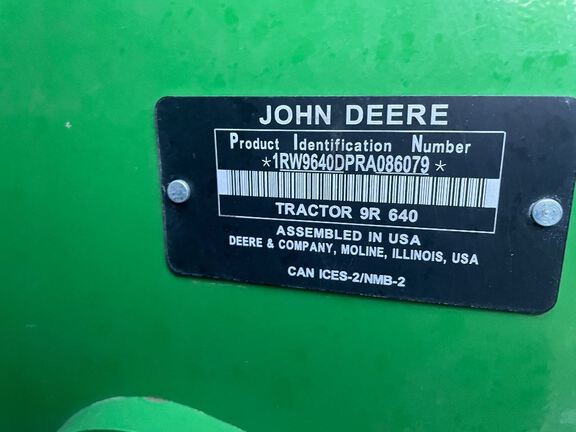 JOHN DEERE
Product Identification Number
*1RW9640DPRA086079*
TRACTOR 9R 640
ASSEMBLED IN USA
DEERE & COMPANY, MOLINE, ILLINOIS, USA
CAN ICES-2/NMB-2